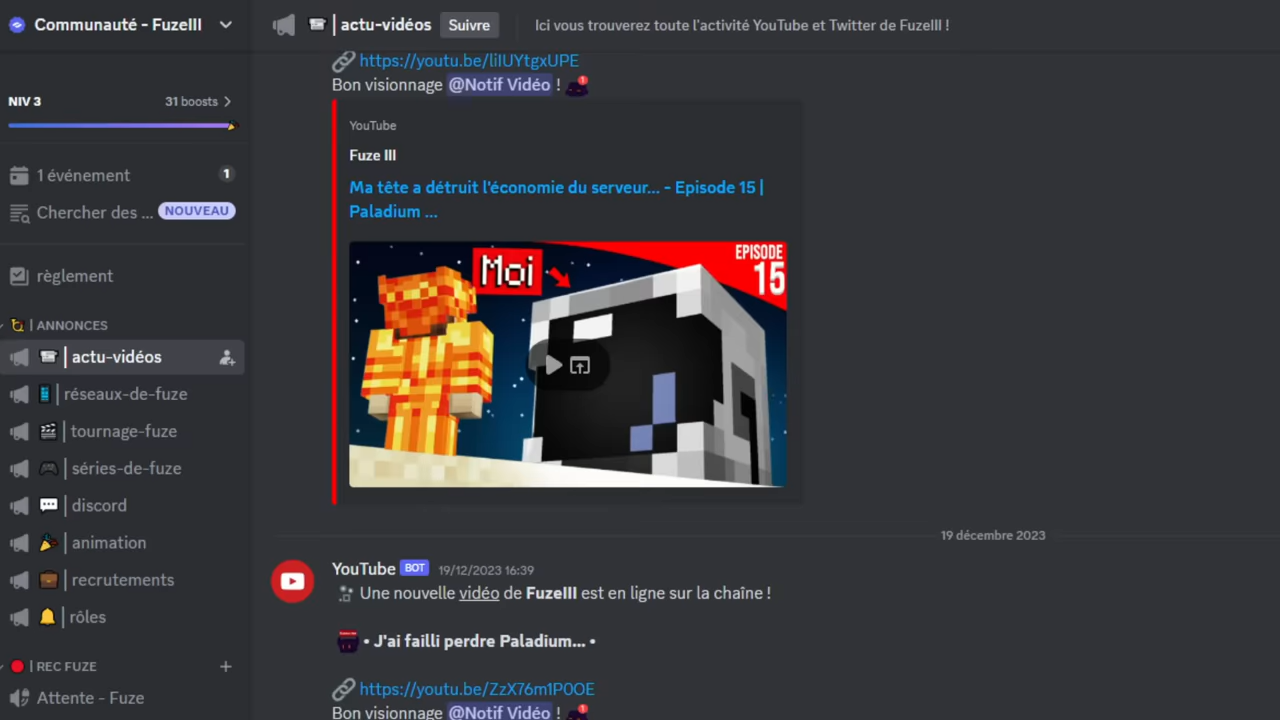 Communauté - FuzeIII
NIV 3
31 boosts
1 événement
1
Chercher des ...
NOUVEAU
règlement
| ANNONCES
| actu-vidéos
| réseaux-de-fuze
| tournage-fuze
| séries-de-fuze
| discord
| animation
| recrutements
| rôles
| REC FUZE
Attente - Fuze
| actu-vidéos
Suivre
Ici vous trouverez toute l'activité YouTube et Twitter de FuzeIII !
https://youtu.be/liIUYtgxUPE
Bon visionnage @Notif Vidéo !
YouTube
Fuze III
Ma tête a détruit l'économie du serveur... - Episode 15 |
Paladium ...
Moi
EPISODE
15
19 décembre 2023
YouTube BOT 19/12/2023 16:39
Une nouvelle vidéo de FuzeIII est en ligne sur la chaîne !
• J'ai failli perdre Paladium... •
https://youtu.be/ZzX76m1P0OE
Bon visionnage @Notif Vidéo !